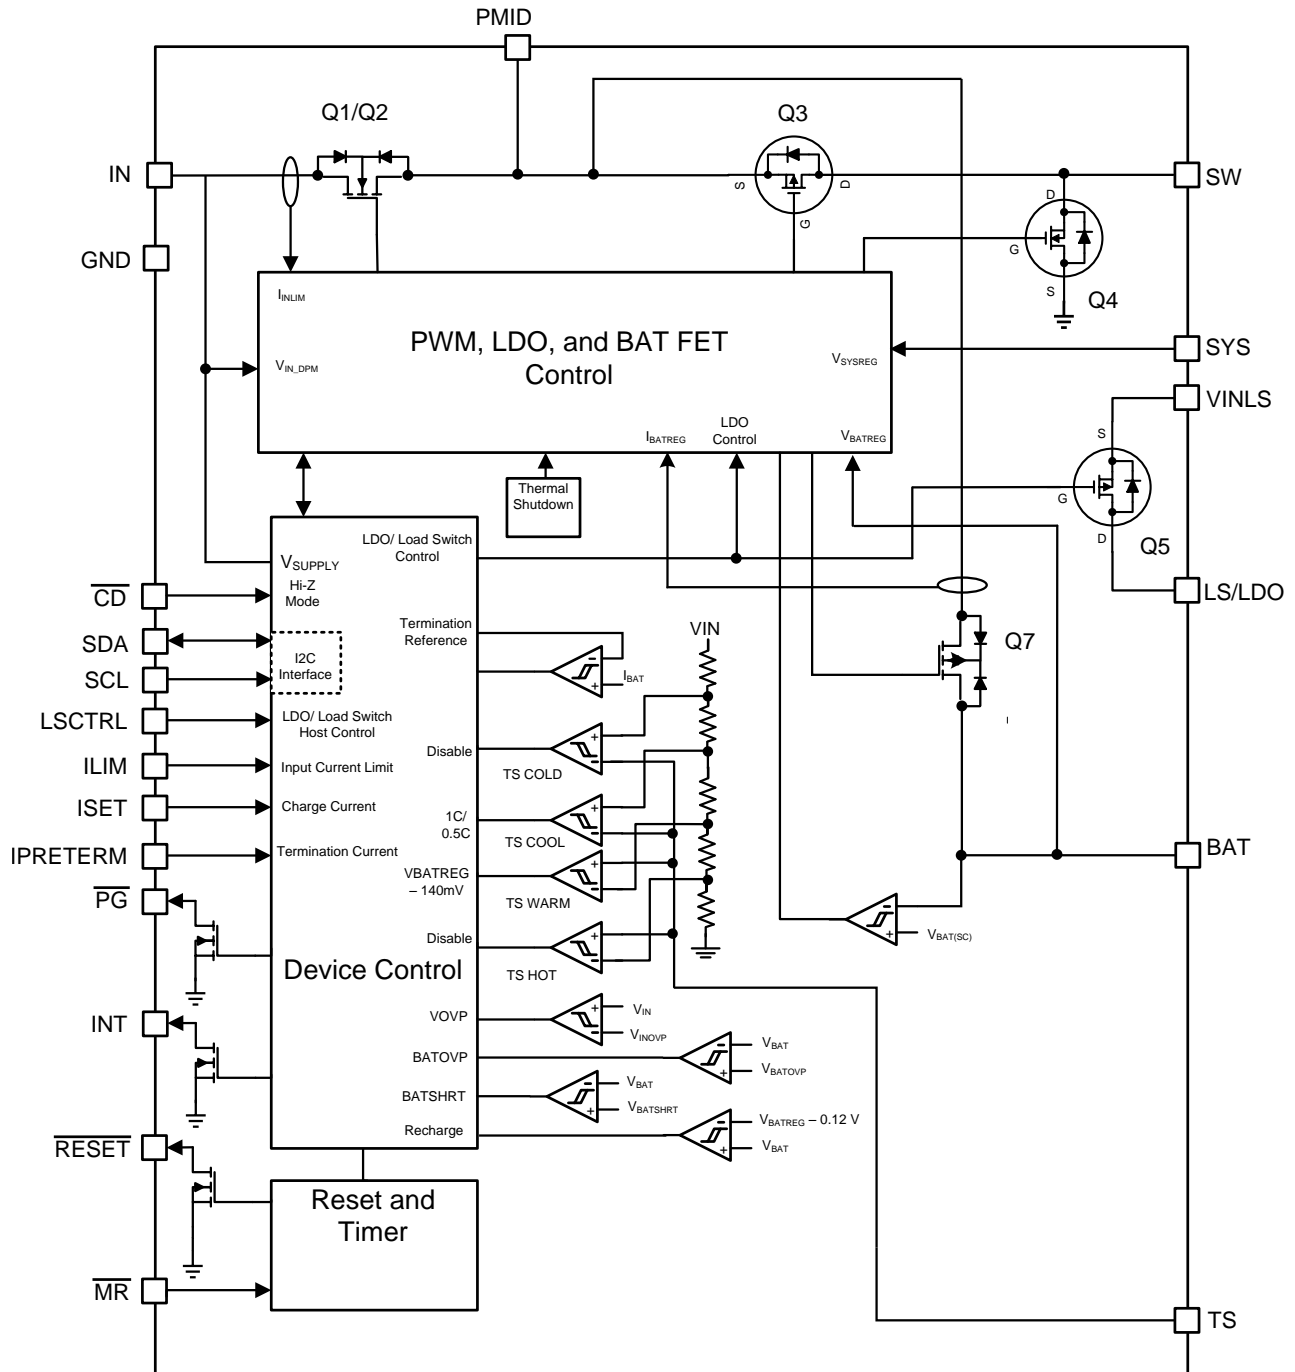 PMID
Q1/Q2
Q3
IN
S
D
G
SW
D
G
S
Q4
GND
I_INLIM
PWM, LDO, and BAT FET
Control
V_IN_DPM
V_SYSREG
SYS
VINLS
I_BATREG
LDO
Control
V_BATREG
S
G
D
Q5
Thermal
Shutdown
LDO/ Load Switch
Control
V_SUPPLY
Hi-Z
Mode
CD
LS/LDO
SDA
I2C
Interface
SCL
Termination
Reference
I_BAT
VIN
Q7
LSCTRL
LDO/ Load Switch
Host Control
Disable
TS COLD
ILIM
Input Current Limit
ISET
Charge Current
1C/
0.5C
TS COOL
IPRETERM
Termination Current
VBATREG
– 140mV
TS WARM
BAT
PG
Disable
TS HOT
V_BAT(SC)
Device Control
INT
VOVP
V_IN
V_INOVP
BATOVP
V_BAT
V_BATOVP
BATSHRT
V_BAT
V_BATSHRT
Recharge
V_BATREG – 0.12 V
V_BAT
RESET
Reset and
Timer
MR
TS
+
–